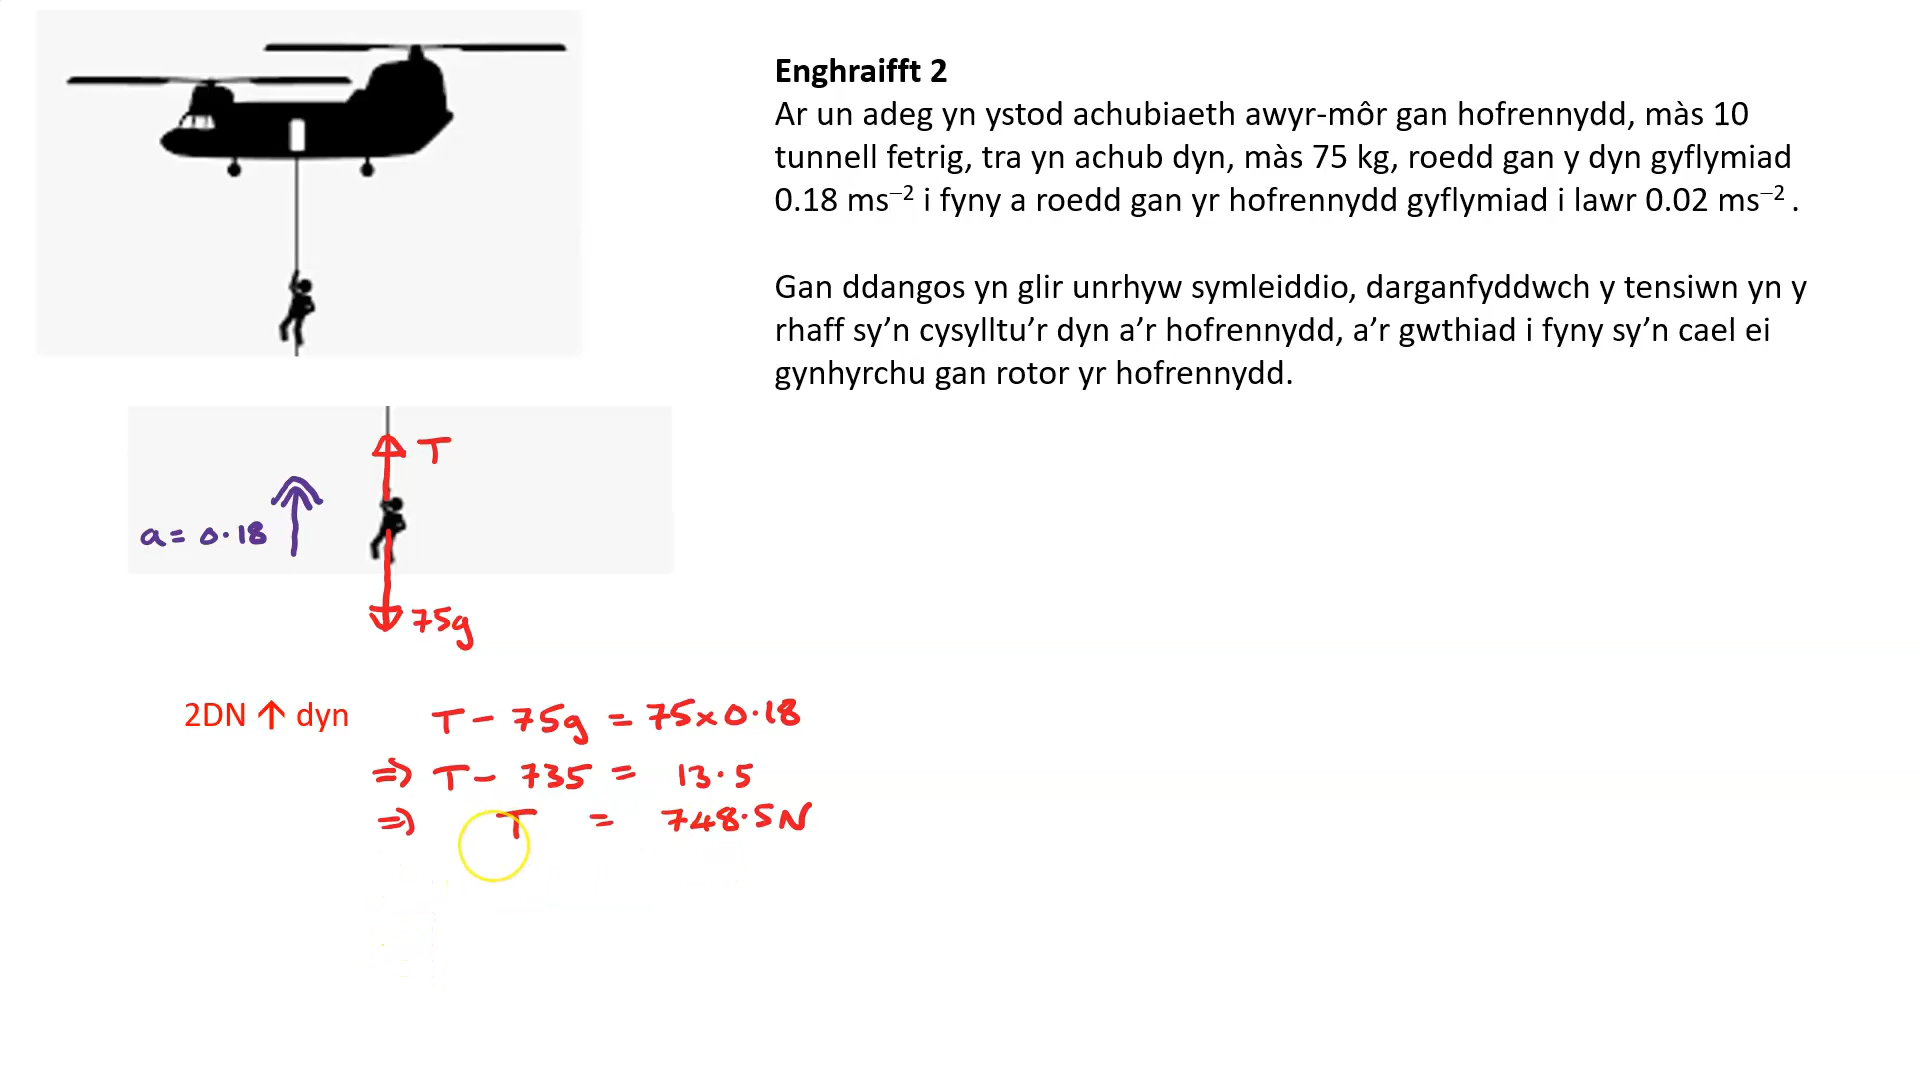 Enghraifft 2
Ar un adeg yn ystod achubiaeth awyr-môr gan hofrennydd, màs 10
tunnell fetrig, tra yn achub dyn, màs 75 kg, roedd gan y dyn gyflymiad
0.18 ms⁻² i fyny a roedd gan yr hofrennydd gyflymiad i lawr 0.02 ms⁻² .
Gan ddangos yn glir unrhyw symleiddio, darganfyddwch y tensiwn yn y
rhaff sy’n cysylltu’r dyn a’r hofrennydd, a’r gwthiad i fyny sy’n cael ei
gynhyrchu gan rotor yr hofrennydd.
T
a = 0.18
75g
2DN ↑ dyn T - 75g = 75 x 0.18
⇒ T - 735 = 13.5
⇒ T = 748.5N